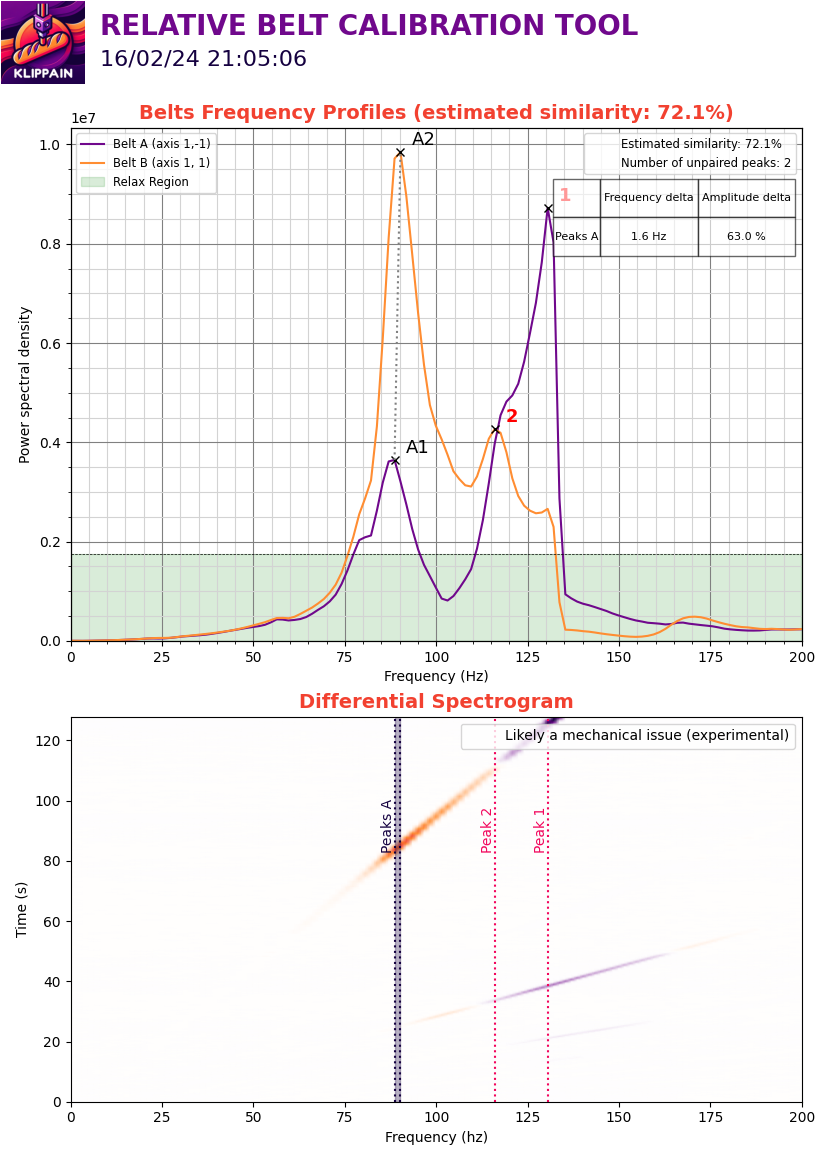 KLIPPAIN
RELATIVE BELT CALIBRATION TOOL
16/02/24 21:05:06
Belts Frequency Profiles (estimated similarity: 72.1%)
1e7
Belt A (axis 1,-1)
Belt B (axis 1, 1)
Relax Region
Estimated similarity: 72.1%
Number of unpaired peaks: 2
Frequency delta Amplitude delta
Peaks A 1.6 Hz 63.0 %
A2
1
2
A1
Power spectral density
1.0
0.8
0.6
0.4
0.2
0.0
0 25 50 75 100 125 150 175 200
Frequency (Hz)
Differential Spectrogram
Likely a mechanical issue (experimental)
Peaks A
Peak 2
Peak 1
Time (s)
120
100
80
60
40
20
0
0 25 50 75 100 125 150 175 200
Frequency (hz)